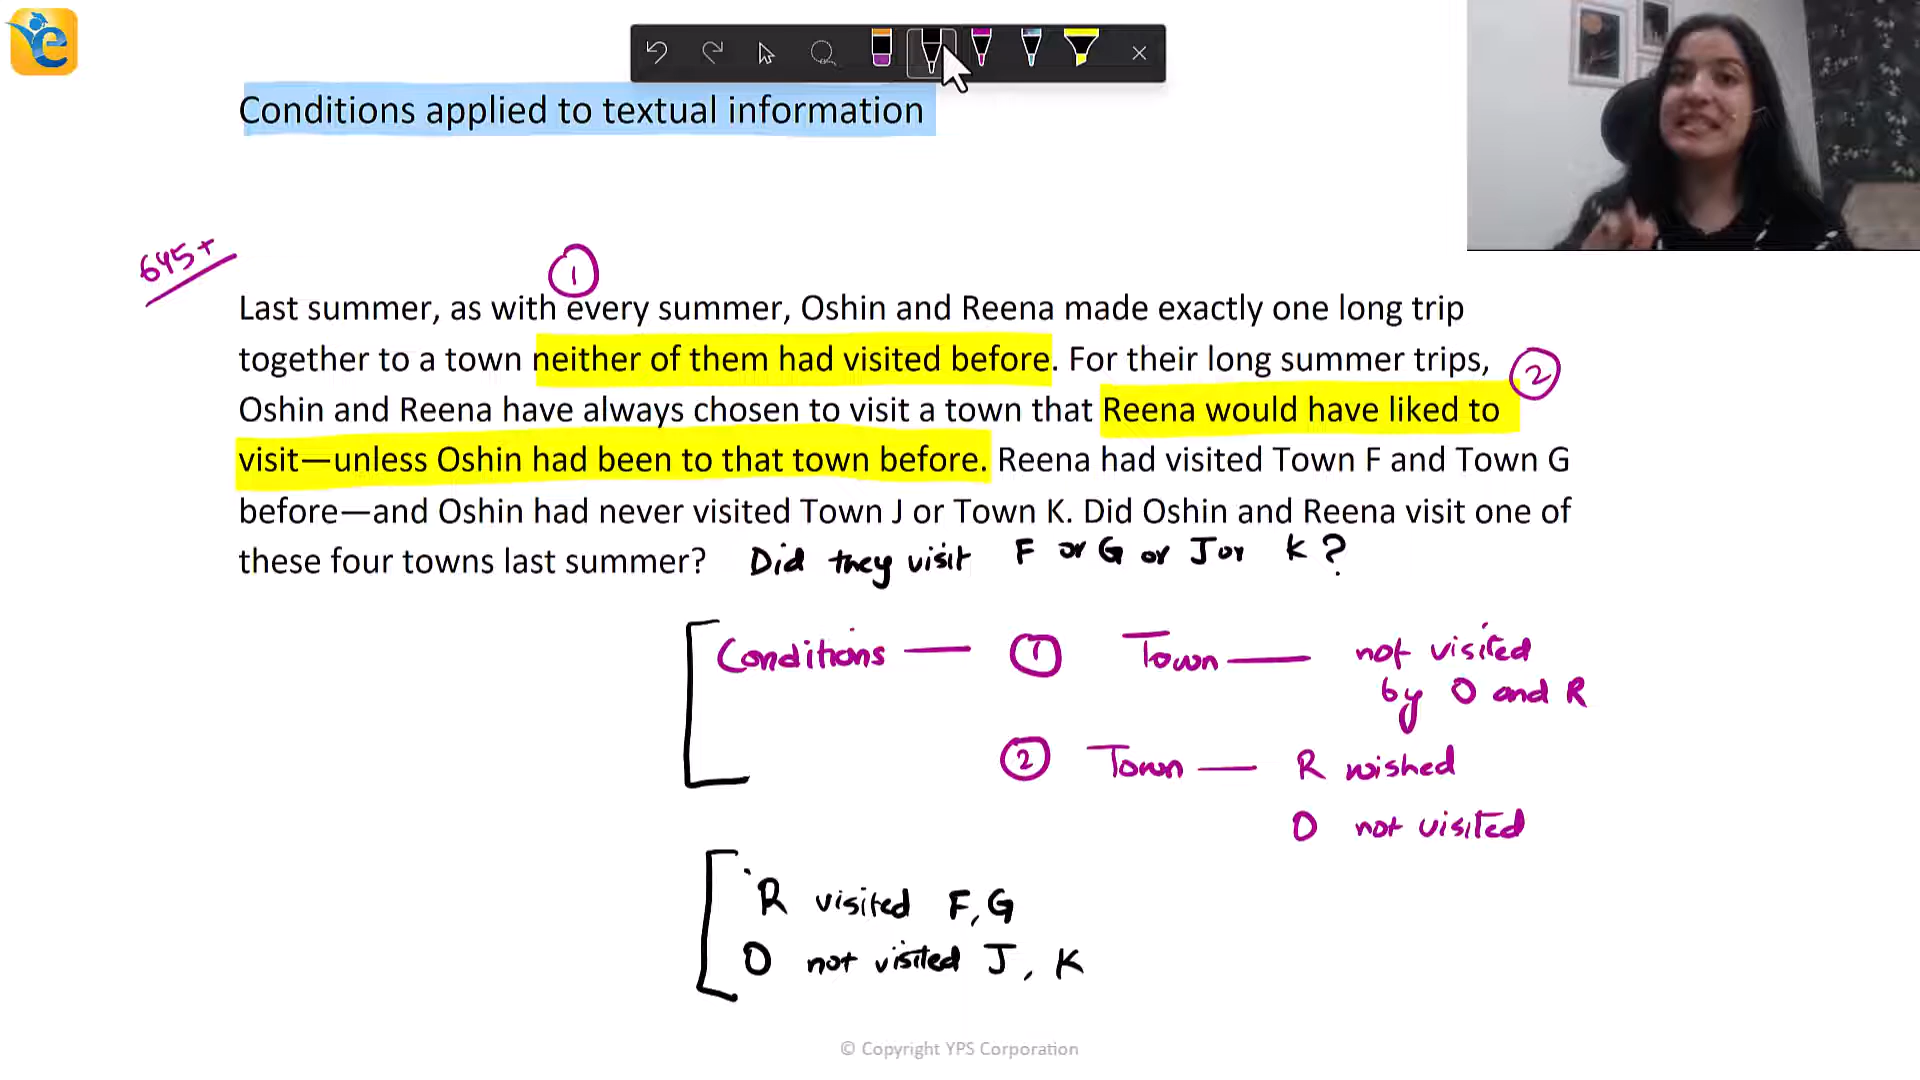 Conditions applied to textual information
645+
1
Last summer, as with every summer, Oshin and Reena made exactly one long trip
together to a town neither of them had visited before. For their long summer trips,
2
Oshin and Reena have always chosen to visit a town that Reena would have liked to
visit—unless Oshin had been to that town before. Reena had visited Town F and Town G
before—and Oshin had never visited Town J or Town K. Did Oshin and Reena visit one of
these four towns last summer? Did they visit F or G or J or K?
Conditions — 1 Town — not visited
by O and R
2 Town — R wished
O not visited
R visited F, G
O not visited J, K
© Copyright YPS Corporation